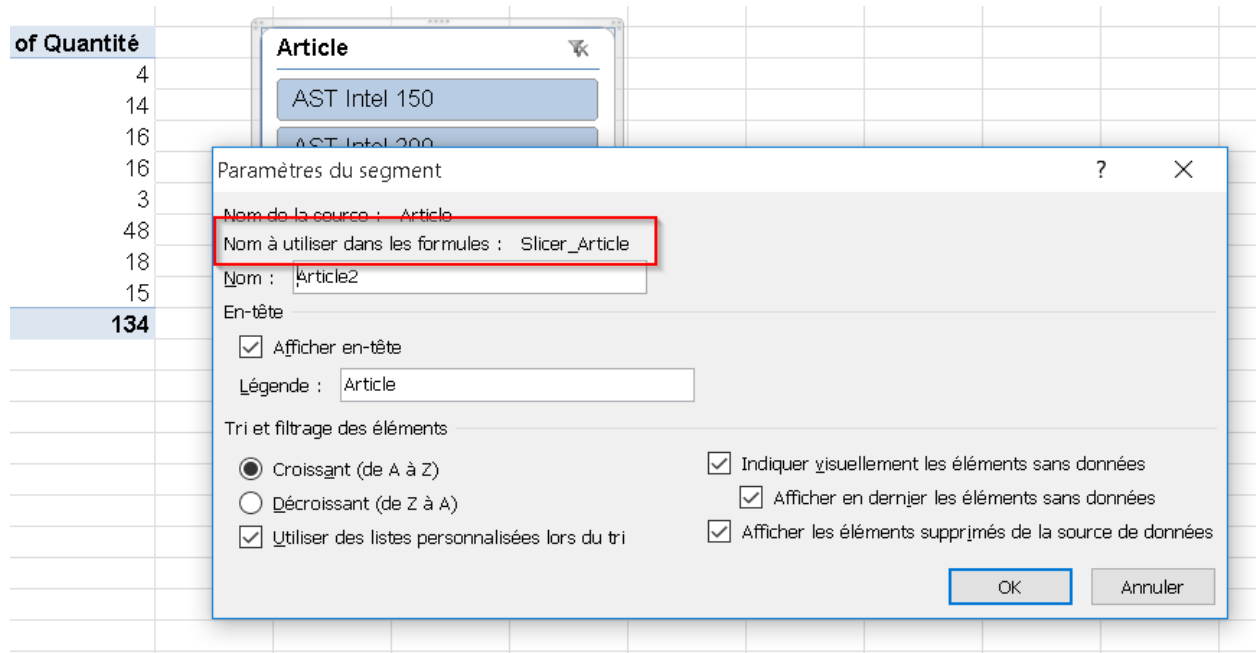 of Quantité
4
14
16
16
3
48
18
15
134
Article
AST Intel 150
AST Intel 200
Paramètres du segment
?
Nom de la source : Article
Nom à utiliser dans les formules : Slicer_Article
Nom : Article2
En-tête
Afficher en-tête
Légende : Article
Tri et filtrage des éléments
Croissant (de A à Z)
Décroissant (de Z à A)
Utiliser des listes personnalisées lors du tri
Indiquer visuellement les éléments sans données
Afficher en dernier les éléments sans données
Afficher les éléments supprimés de la source de données
OK
Annuler